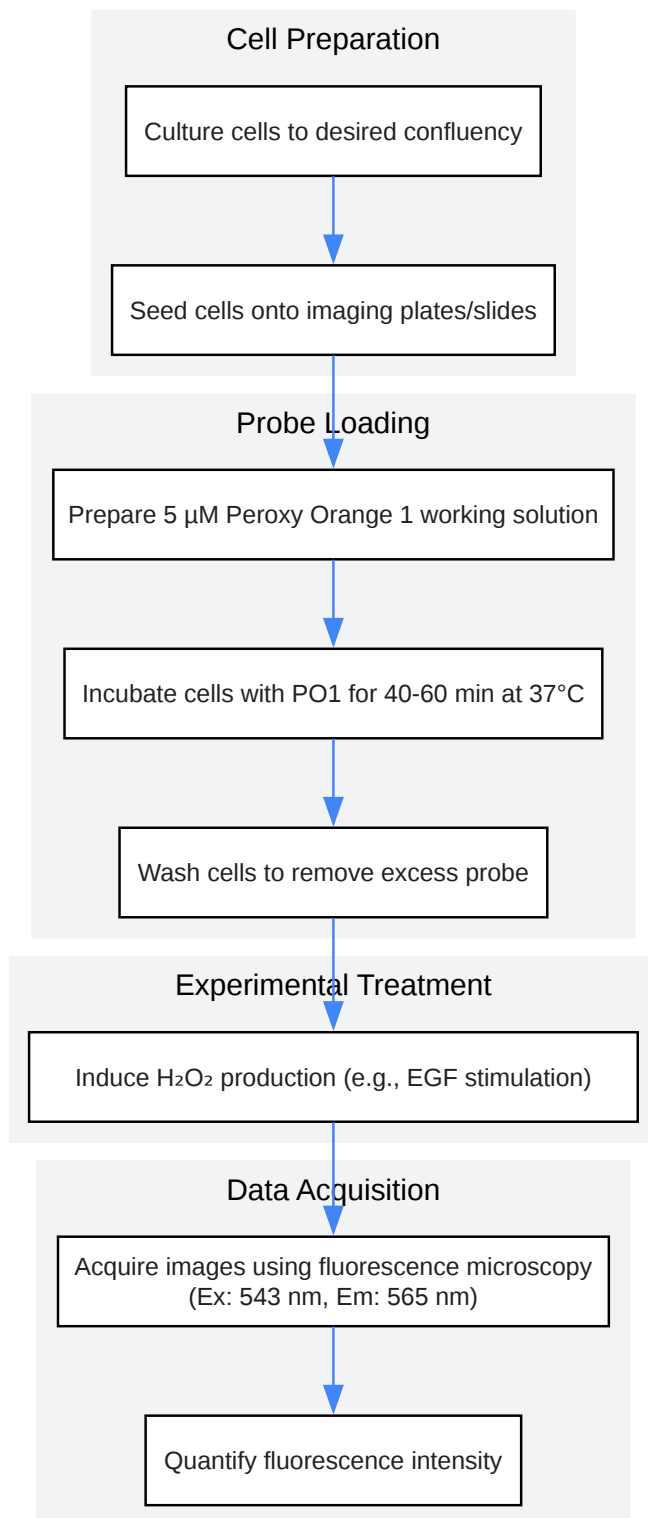 Cell Preparation
Culture cells to desired confluency
Seed cells onto imaging plates/slides
Probe Loading
Prepare 5 µM Peroxy Orange 1 working solution
Incubate cells with PO1 for 40-60 min at 37°C
Wash cells to remove excess probe
Experimental Treatment
Induce H₂O₂ production (e.g., EGF stimulation)
Data Acquisition
Acquire images using fluorescence microscopy
(Ex: 543 nm, Em: 565 nm)
Quantify fluorescence intensity